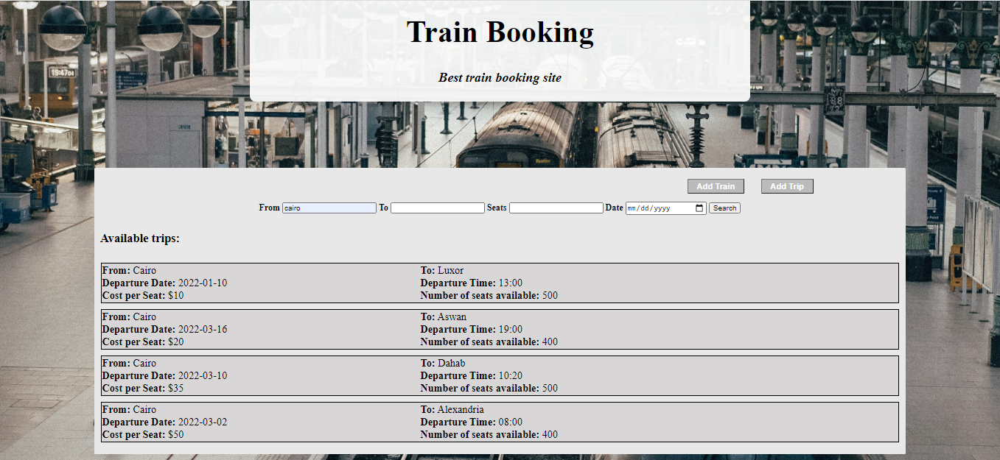 Train Booking
Best train booking site
19:47
Buxton
Add Train Add Trip
From cairo To Seats Date mm/dd/yyyy Search
Available trips:
From: Cairo To: Luxor
Departure Date: 2022-01-10 Departure Time: 13:00
Cost per Seat: $10 Number of seats available: 500
From: Cairo To: Aswan
Departure Date: 2022-03-16 Departure Time: 19:00
Cost per Seat: $20 Number of seats available: 400
From: Cairo To: Dahab
Departure Date: 2022-03-10 Departure Time: 10:20
Cost per Seat: $35 Number of seats available: 500
From: Cairo To: Alexandria
Departure Date: 2022-03-02 Departure Time: 08:00
Cost per Seat: $50 Number of seats available: 400